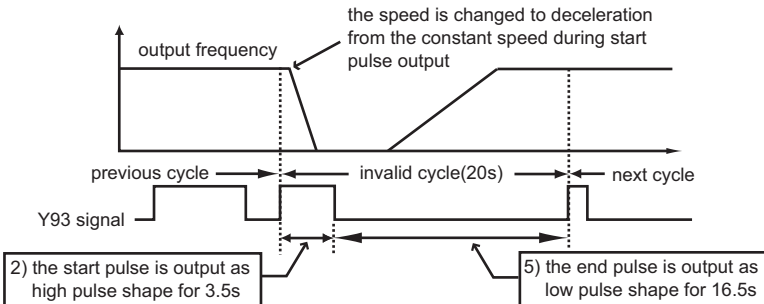 the speed is changed to deceleration
from the constant speed during start
pulse output
output frequency
previous cycle
invalid cycle(20s)
next cycle
Y93 signal
2) the start pulse is output as
high pulse shape for 3.5s
5) the end pulse is output as
low pulse shape for 16.5s